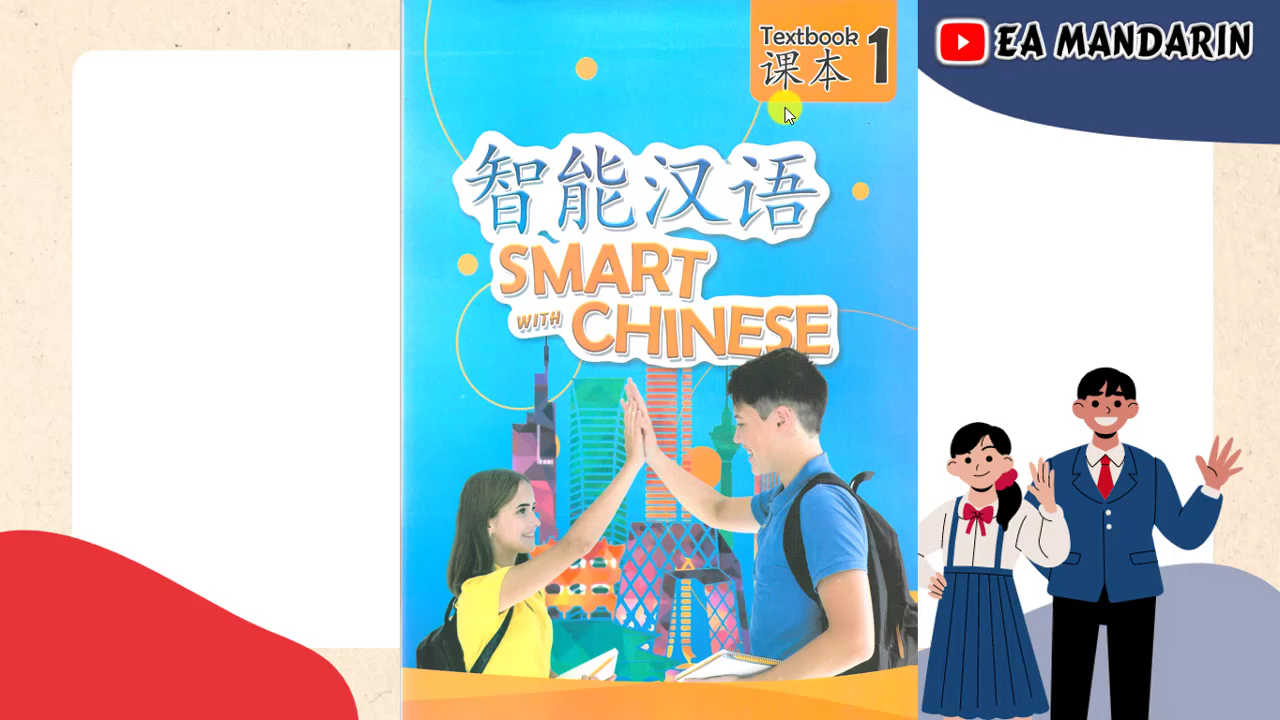 Textbook 1
课本
EA MANDARIN
智能汉语
SMART
WITH CHINESE